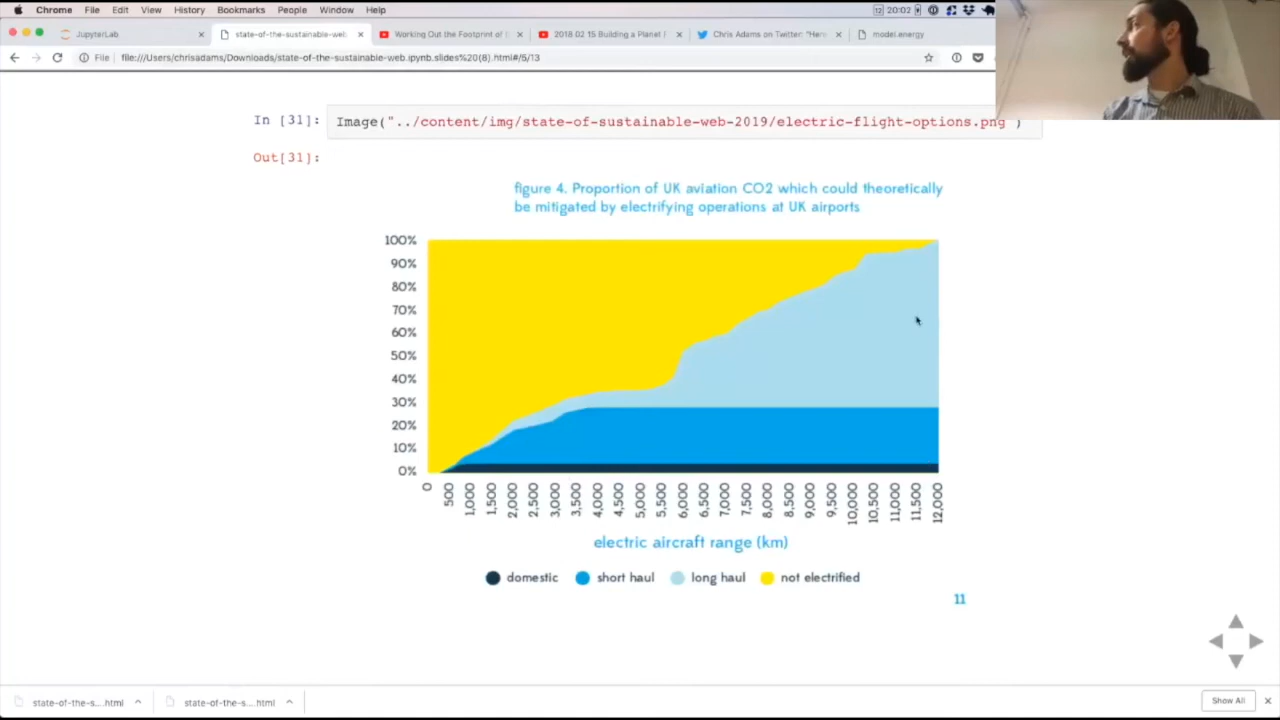 Chrome File Edit View History Bookmarks People Window Help
12 20:02
JupyterLab
state-of-the-sustainable-web:
Working Out the Footprint of
2018 02 15 Building a Planet
Chris Adams on Twitter: "Here
model.energy
File file:///Users/chrisadams/Downloads/state-of-the-sustainable-web.ipynb.slides%20(8).html#/5/13
In [31]: Image("../content/img/state-of-sustainable-web-2019/electric-flight-options.png")
Out[31]:
figure 4. Proportion of UK aviation CO2 which could theoretically
be mitigated by electrifying operations at UK airports
100%
90%
80%
70%
60%
50%
40%
30%
20%
10%
0%
0 500 1,000 1,500 2,000 2,500 3,000 3,500 4,000 4,500 5,000 5,500 6,000 6,500 7,000 7,500 8,000 8,500 9,000 9,500 10,000 10,500 11,000 11,500 12,000
electric aircraft range (km)
domestic short haul long haul not electrified
11
state-of-the-s....html state-of-the-s....html Show All